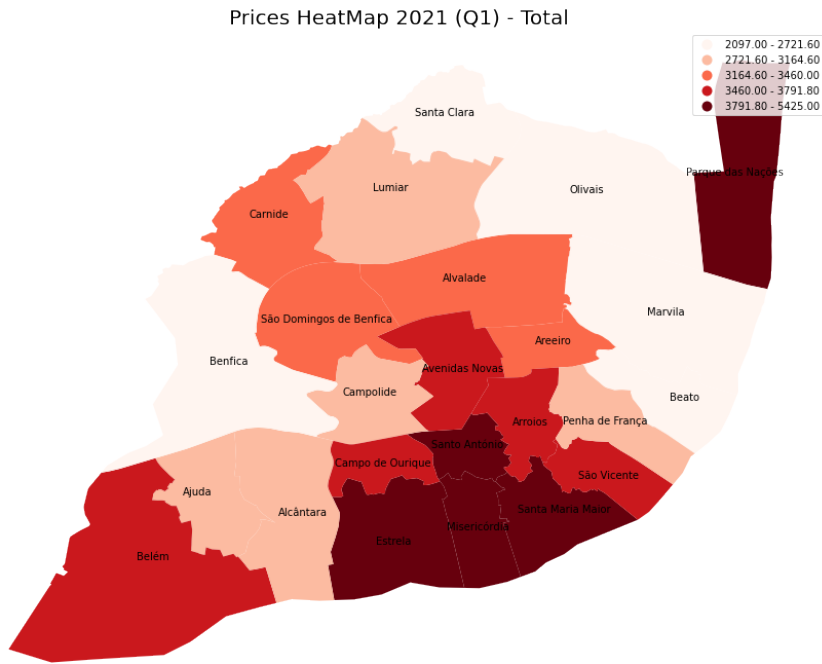 Prices HeatMap 2021 (Q1) - Total
2097.00 - 2721.60
2721.60 - 3164.60
3164.60 - 3460.00
3460.00 - 3791.80
3791.80 - 5425.00
Santa Clara
Parque das Nações
Lumiar
Olivais
Carnide
Alvalade
Marvila
São Domingos de Benfica
Areeiro
Benfica
Avenidas Novas
Campolide
Beato
Arroios
Penha de França
Santo António
Campo de Ourique
São Vicente
Ajuda
Santa Maria Maior
Alcântara
Misericórdia
Estrela
Belém